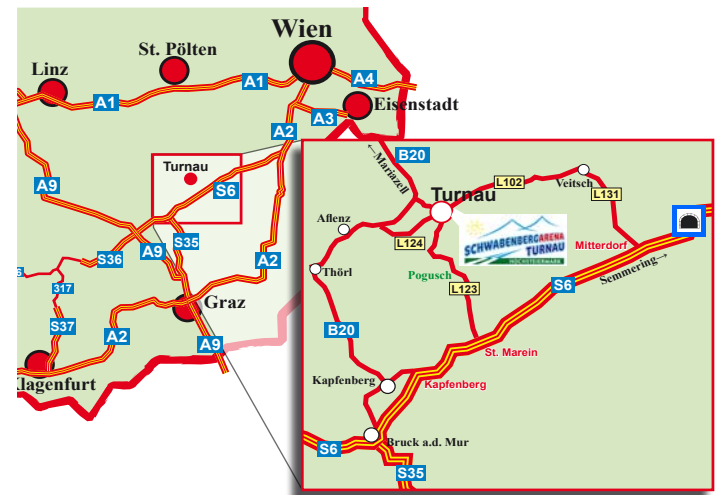 Wien
St. Pölten
Linz
A1
A4
A1
A3
Eisenstadt
A2
B20
←Mariazell
Turnau
A9
S6
L102
Veitsch
L131
Turnau
Aflenz
SCHWABENBERGARENA
TURNAU
HOCHSTEIERMARK
Mitterdorf
S35
L124
A9
S36
A2
Thörl
Pogusch
Semmering→
S6
317
L123
Graz
S37
A2
A9
B20
St. Marein
Klagenfurt
Kapfenberg
Kapfenberg
Bruck a.d. Mur
S6
S35